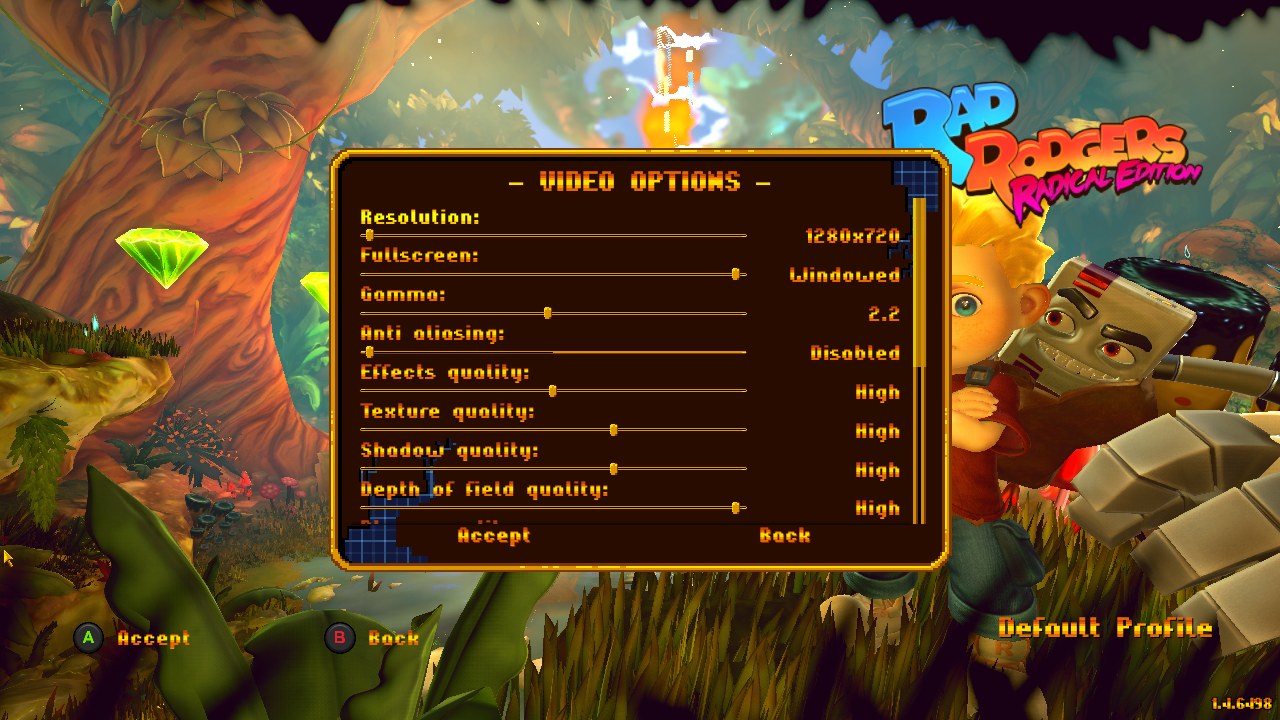 RAD
RODGERS
RADICAL EDITION
– VIDEO OPTIONS –
Resolution:
1280x720
Fullscreen:
Windowed
Gamma:
2.2
Anti aliasing:
Disabled
Effects quality:
High
Texture quality:
High
Shadow quality:
High
Depth of field quality:
High
Accept
Back
A Accept
B Back
Default Profile
1.4.6498